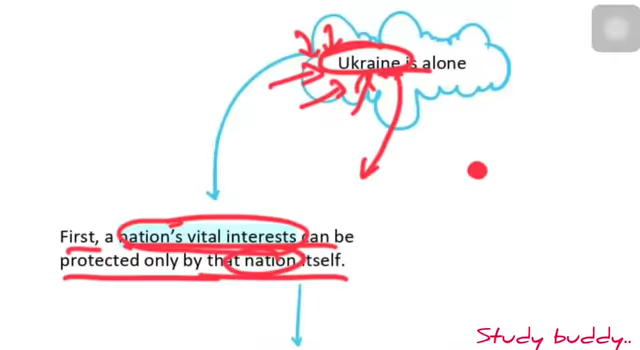 Ukraine is alone
First, a nation's vital interests can be
protected only by that nation itself.
Study buddy..